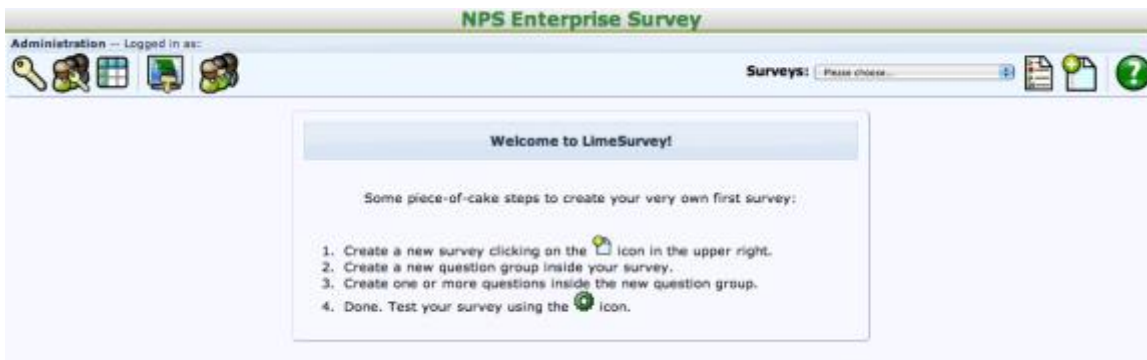 NPS Enterprise Survey
Administration -- Logged in as:
Surveys: Please choose...
Welcome to LimeSurvey!
Some piece-of-cake steps to create your very own first survey:
1. Create a new survey clicking on the icon in the upper right.
2. Create a new question group inside your survey.
3. Create one or more questions inside the new question group.
4. Done. Test your survey using the icon.